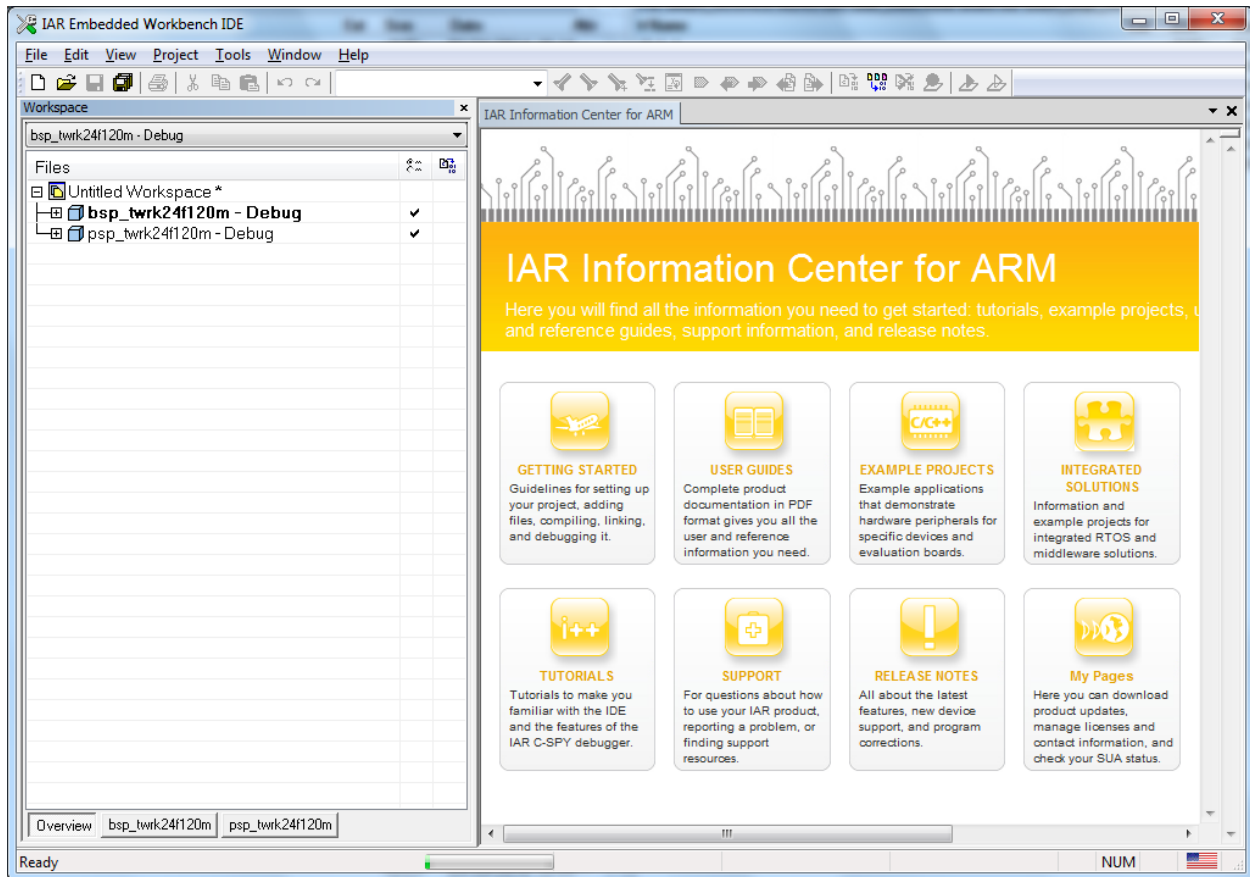 IAR Embedded Workbench IDE
File Edit View Project Tools Window Help
Workspace
bsp_twrk24f120m - Debug
Files
Untitled Workspace *
bsp_twrk24f120m - Debug
psp_twrk24f120m - Debug
Overview bsp_twrk24f120m psp_twrk24f120m
IAR Information Center for ARM
IAR Information Center for ARM
Here you will find all the information you need to get started: tutorials, example projects, u
and reference guides, support information, and release notes.
GETTING STARTED
Guidelines for setting up
your project, adding
files, compiling, linking,
and debugging it.
USER GUIDES
Complete product
documentation in PDF
format gives you all the
user and reference
information you need.
C/C++
EXAMPLE PROJECTS
Example applications
that demonstrate
hardware peripherals for
specific devices and
evaluation boards.
INTEGRATED
SOLUTIONS
Information and
example projects for
integrated RTOS and
middleware solutions.
i++
TUTORIALS
Tutorials to make you
familiar with the IDE
and the features of the
IAR C-SPY debugger.
SUPPORT
For questions about how
to use your IAR product,
reporting a problem, or
finding support
resources.
RELEASE NOTES
All about the latest
features, new device
support, and program
corrections.
My Pages
Here you can download
product updates,
manage licenses and
contact information, and
check your SUA status.
Ready
NUM